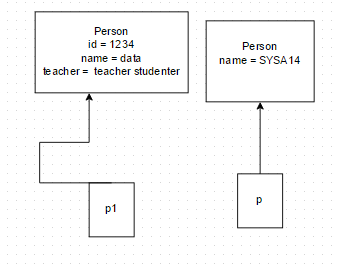 Person
id = 1234
name = data
teacher = teacher studenter
Person
name = SYSA14
p1
p